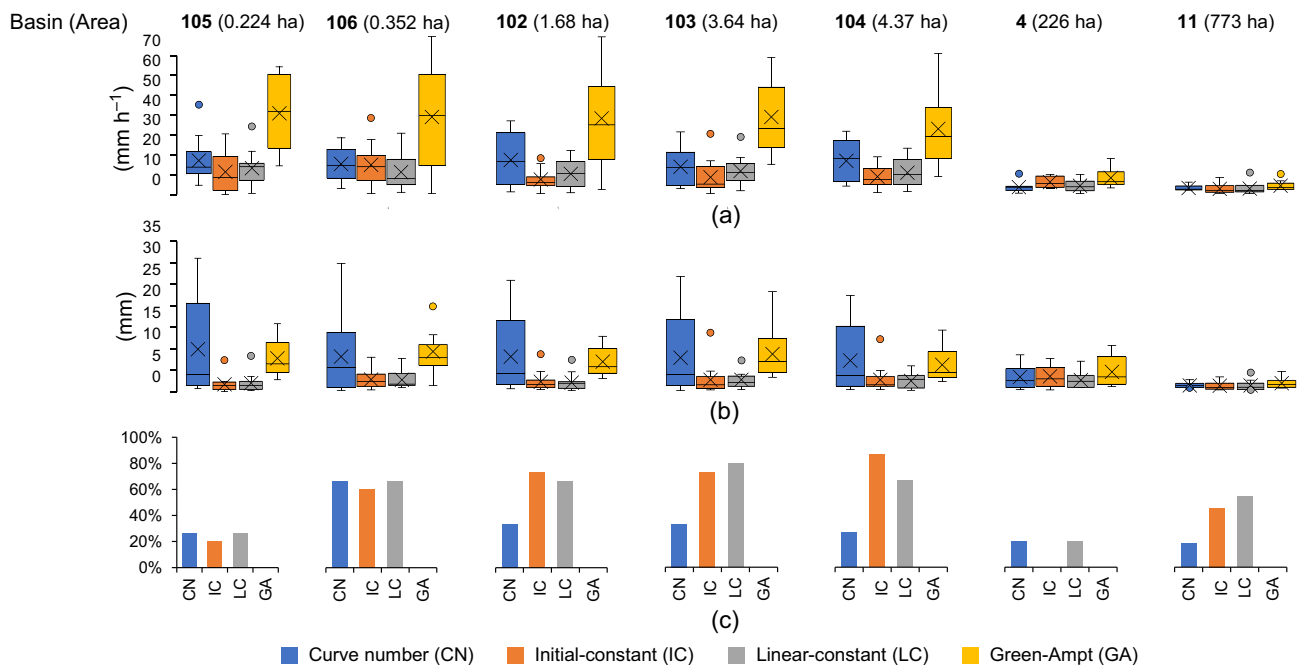 Basin (Area) 105 (0.224 ha) 106 (0.352 ha) 102 (1.68 ha) 103 (3.64 ha) 104 (4.37 ha) 4 (226 ha) 11 (773 ha)
70
60
50
40
30
20
10
0
(mm h⁻¹)
(a)
35
30
25
20
15
10
5
0
(mm)
(b)
100%
80%
60%
40%
20%
0%
CN IC LC GA CN IC LC GA CN IC LC GA CN IC LC GA CN IC LC GA CN IC LC GA CN IC LC GA
(c)
Curve number (CN) Initial-constant (IC) Linear-constant (LC) Green-Ampt (GA)